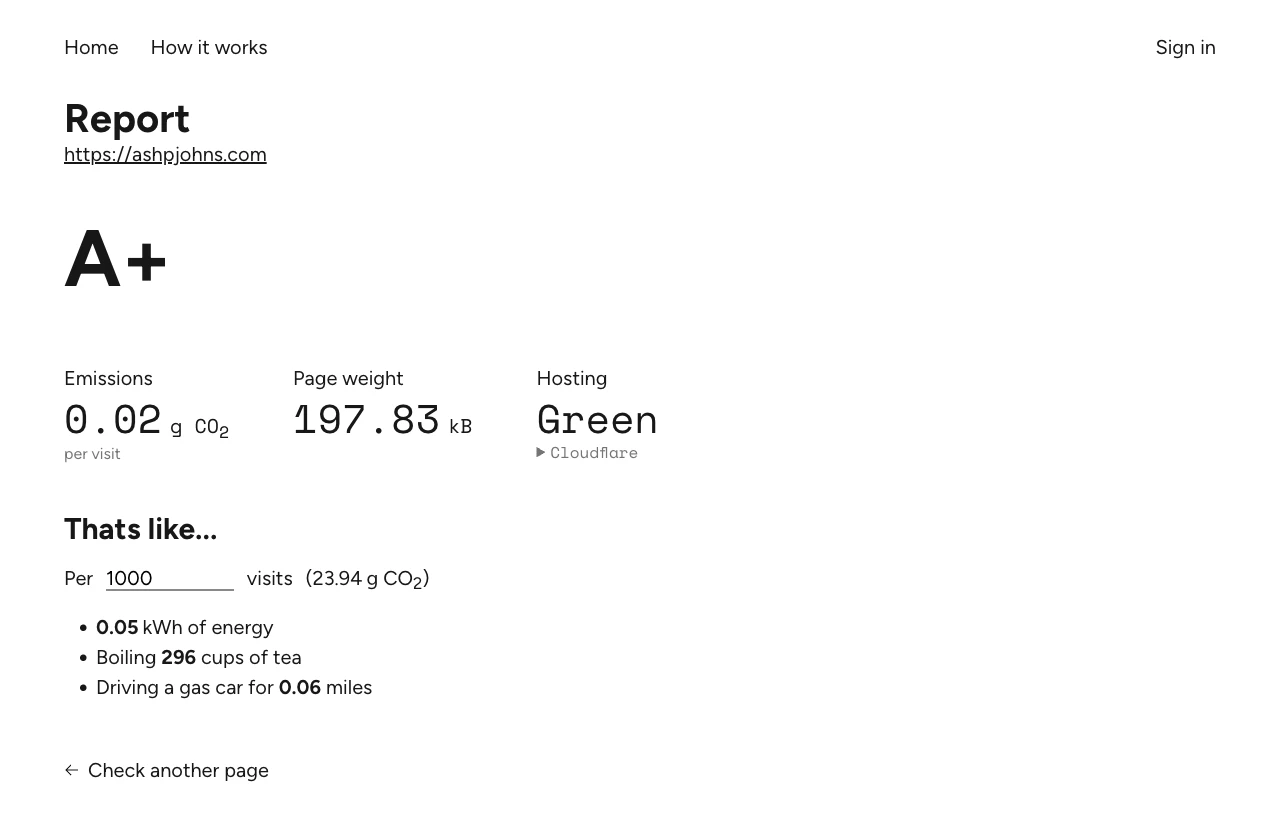 Home How it works Sign in
Report
https://ashpjohns.com
A+
Emissions Page weight Hosting
0.02 g CO₂ 197.83 kB Green
per visit ▶ Cloudflare
Thats like...
Per 1000 visits (23.94 g CO₂)
• 0.05 kWh of energy
• Boiling 296 cups of tea
• Driving a gas car for 0.06 miles
← Check another page